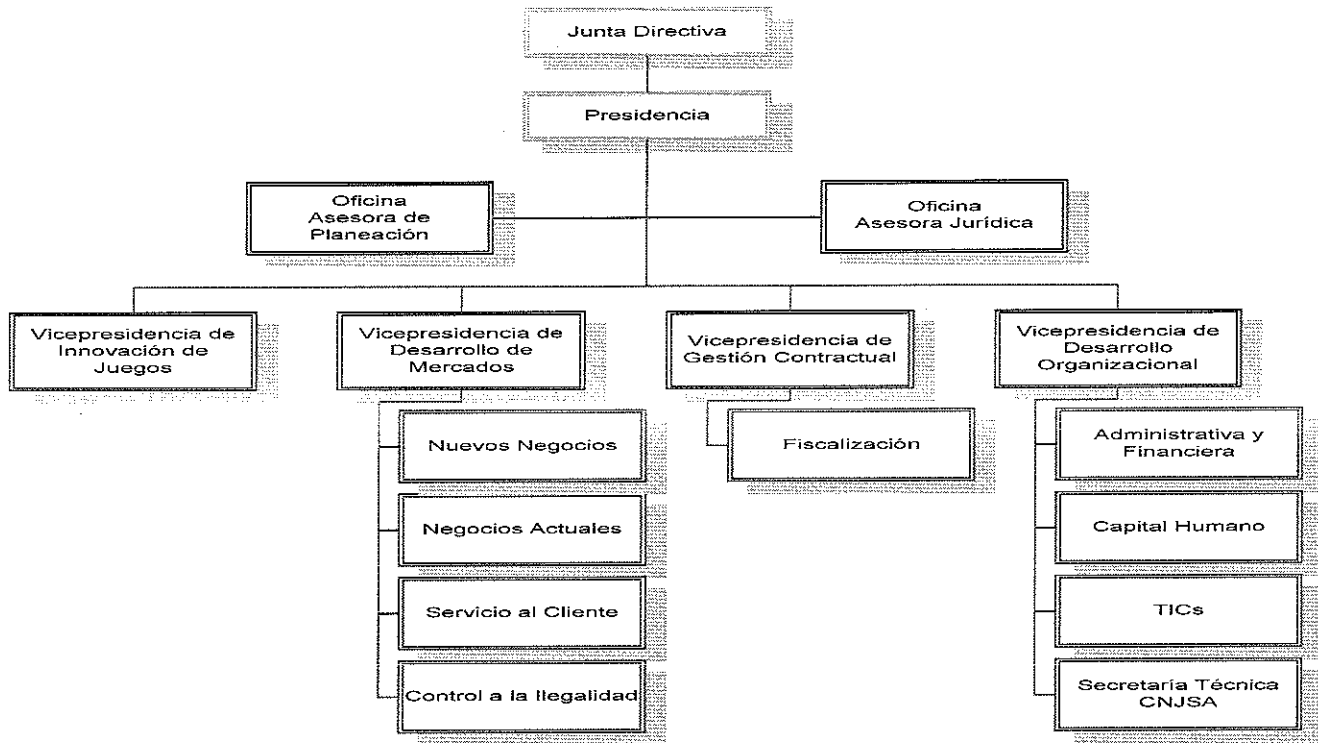 Junta Directiva
Presidencia
Oficina
Asesora de
Planeación
Oficina
Asesora Jurídica
Vicepresidencia de
Innovación de
Juegos
Vicepresidencia de
Desarrollo de
Mercados
Vicepresidencia de
Gestión Contractual
Vicepresidencia de
Desarrollo
Organizacional
Nuevos Negocios
Negocios Actuales
Servicio al Cliente
Control a la Ilegalidad
Fiscalización
Administrativa y
Financiera
Capital Humano
TICs
Secretaría Técnica
CNJSA